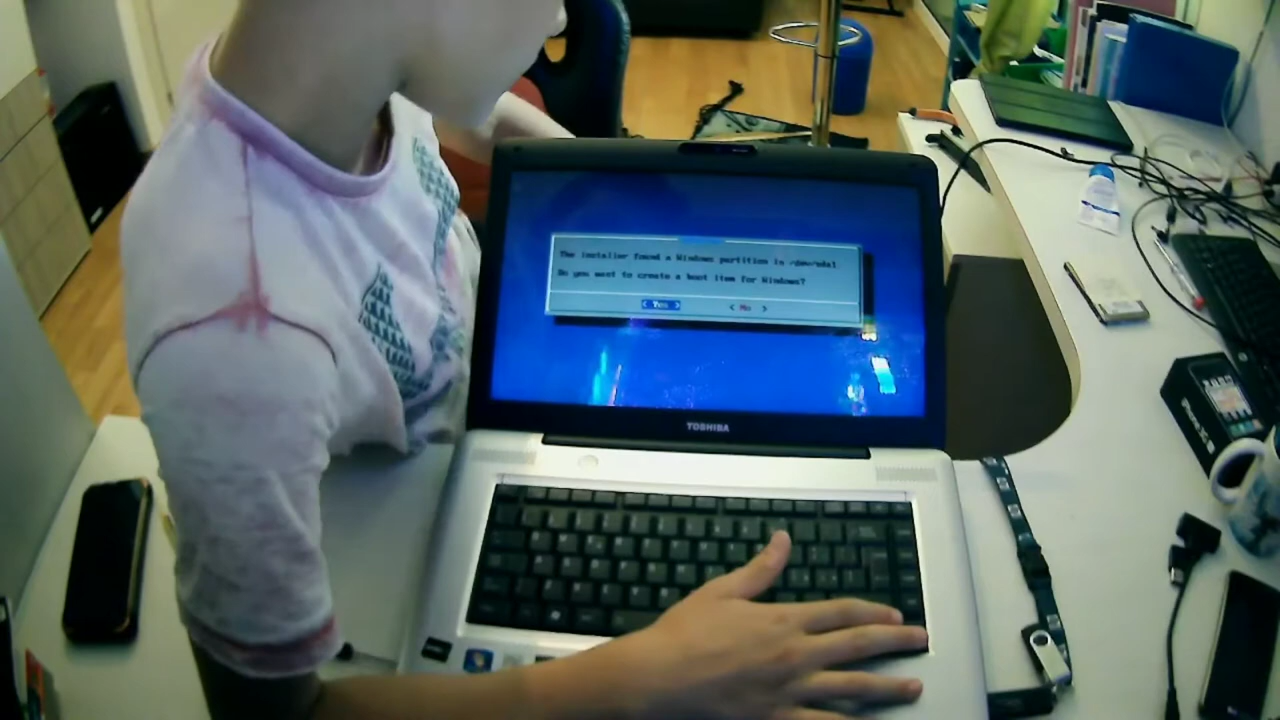 The installer found a Windows partition in /dev/sda1
Do you want to create a boot item for Windows?
< Yes > < No >
TOSHIBA